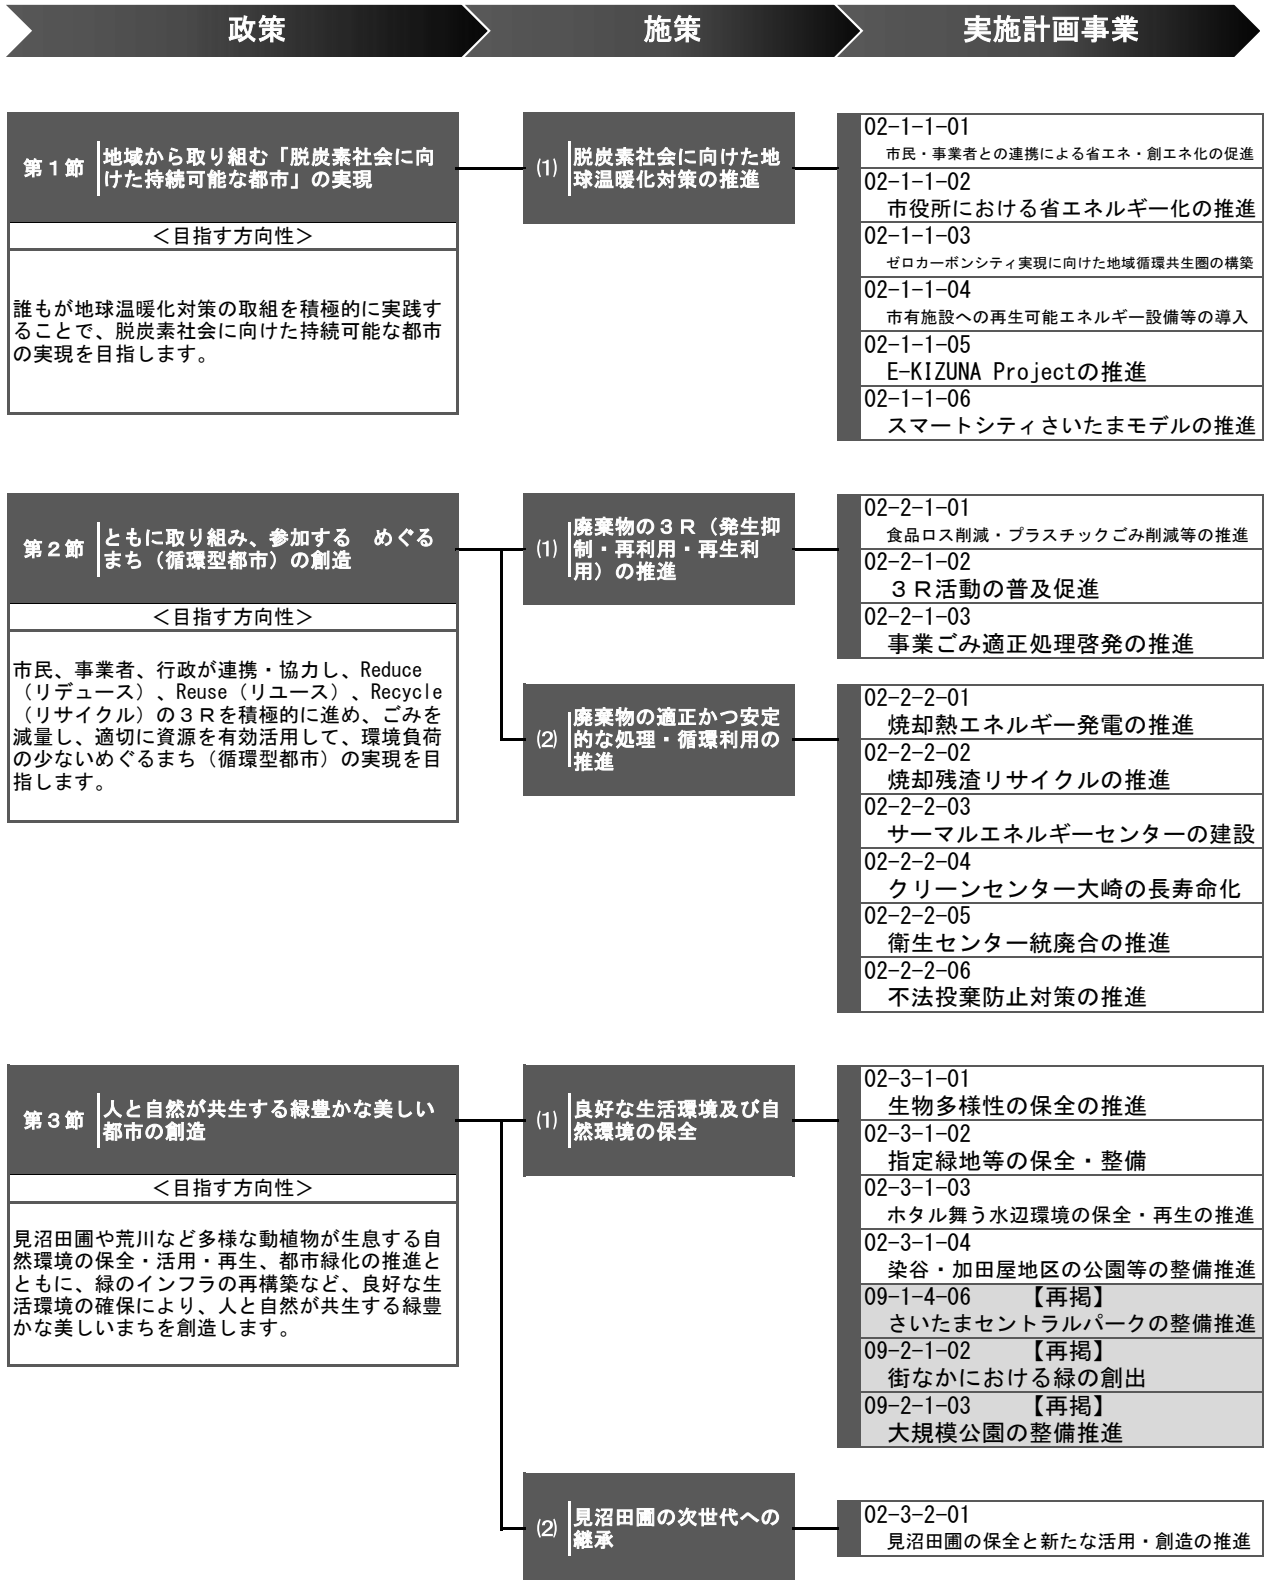 政策
施策
実施計画事業
第1節
地域から取り組む「脱炭素社会に向
けた持続可能な都市」の実現
＜目指す方向性＞
誰もが地球温暖化対策の取組を積極的に実践す
ることで、脱炭素社会に向けた持続可能な都市
の実現を目指します。
⑴
脱炭素社会に向けた地
球温暖化対策の推進
02-1-1-01
市民・事業者との連携による省エネ・創エネ化の促進
02-1-1-02
市役所における省エネルギー化の推進
02-1-1-03
ゼロカーボンシティ実現に向けた地域循環共生圏の構築
02-1-1-04
市有施設への再生可能エネルギー設備等の導入
02-1-1-05
E-KIZUNA Projectの推進
02-1-1-06
スマートシティさいたまモデルの推進
第2節
ともに取り組み、参加する　めぐる
まち（循環型都市）の創造
＜目指す方向性＞
市民、事業者、行政が連携・協力し、Reduce
（リデュース）、Reuse（リユース）、Recycle
（リサイクル）の３Ｒを積極的に進め、ごみを
減量し、適切に資源を有効活用して、環境負荷
の少ないめぐるまち（循環型都市）の実現を目
指します。
⑴
廃棄物の３Ｒ（発生抑
制・再利用・再生利
用）の推進
02-2-1-01
食品ロス削減・プラスチックごみ削減等の推進
02-2-1-02
３Ｒ活動の普及促進
02-2-1-03
事業ごみ適正処理啓発の推進
⑵
廃棄物の適正かつ安定
的な処理・循環利用の
推進
02-2-2-01
焼却熱エネルギー発電の推進
02-2-2-02
焼却残渣リサイクルの推進
02-2-2-03
サーマルエネルギーセンターの建設
02-2-2-04
クリーンセンター大崎の長寿命化
02-2-2-05
衛生センター統廃合の推進
02-2-2-06
不法投棄防止対策の推進
第3節
人と自然が共生する緑豊かな美しい
都市の創造
＜目指す方向性＞
見沼田圃や荒川など多様な動植物が生息する自
然環境の保全・活用・再生、都市緑化の推進と
ともに、緑のインフラの再構築など、良好な生
活環境の確保により、人と自然が共生する緑豊
かな美しいまちを創造します。
⑴
良好な生活環境及び自
然環境の保全
02-3-1-01
生物多様性の保全の推進
02-3-1-02
指定緑地等の保全・整備
02-3-1-03
ホタル舞う水辺環境の保全・再生の推進
02-3-1-04
染谷・加田屋地区の公園等の整備推進
09-1-4-06　【再掲】
さいたまセントラルパークの整備推進
09-2-1-02　【再掲】
街なかにおける緑の創出
09-2-1-03　【再掲】
大規模公園の整備推進
⑵
見沼田圃の次世代への
継承
02-3-2-01
見沼田圃の保全と新たな活用・創造の推進